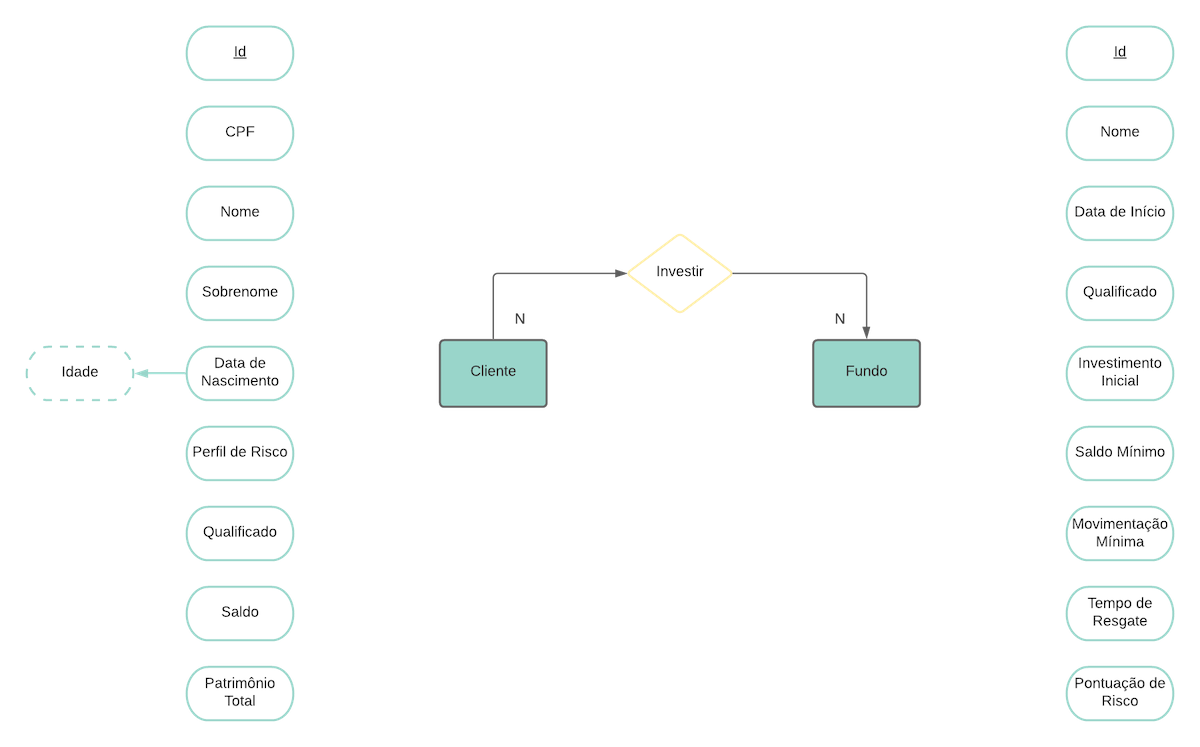 Id
CPF
Nome
Sobrenome
Idade
Data de
Nascimento
Perfil de Risco
Qualificado
Saldo
Patrimônio
Total
Investir
N
N
Cliente
Fundo
Id
Nome
Data de Início
Qualificado
Investimento
Inicial
Saldo Mínimo
Movimentação
Mínima
Tempo de
Resgate
Pontuação de
Risco